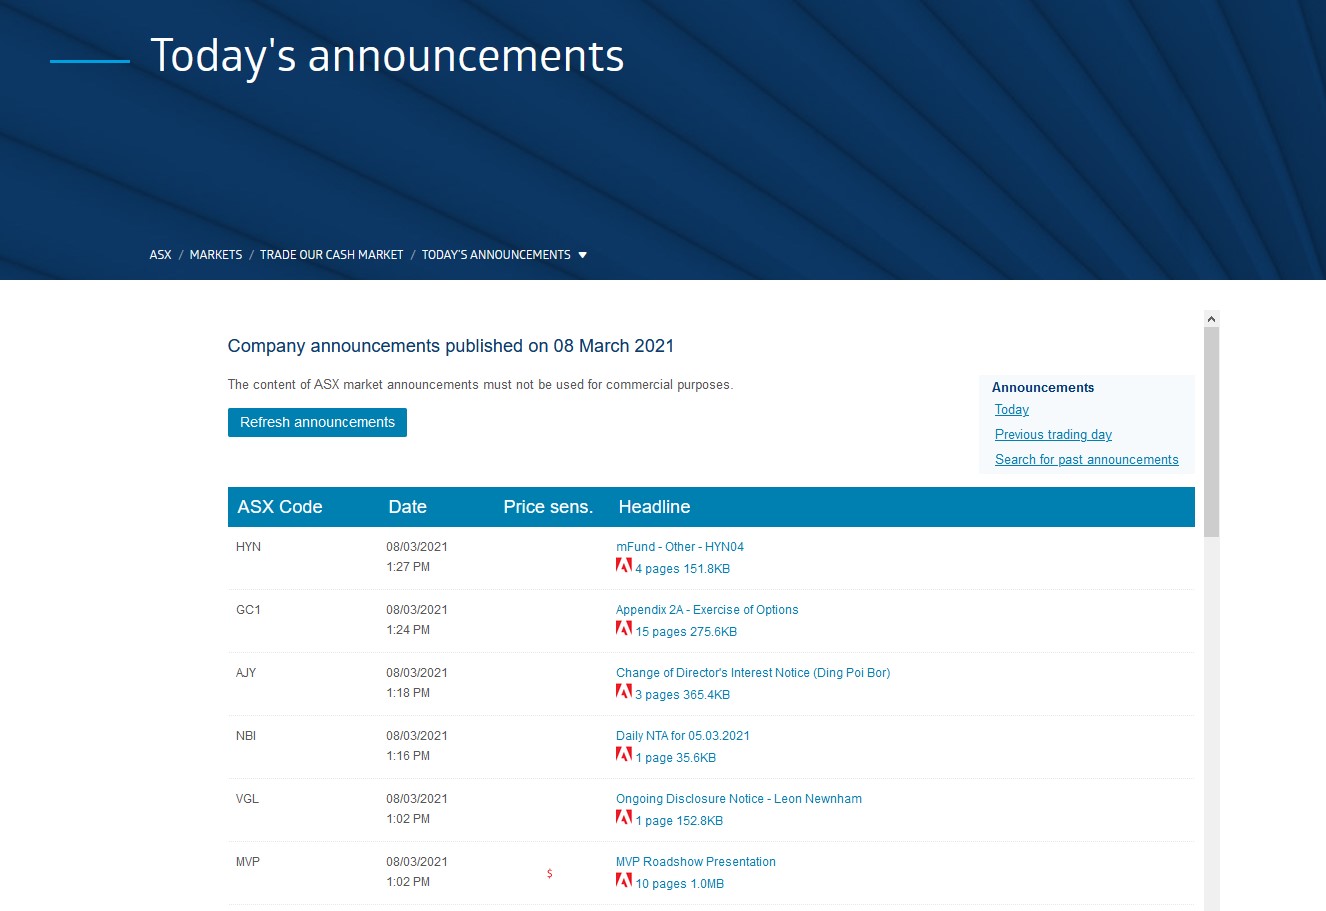 Today's announcements
ASX / MARKETS / TRADE OUR CASH MARKET / TODAY'S ANNOUNCEMENTS
Company announcements published on 08 March 2021
The content of ASX market announcements must not be used for commercial purposes.
Refresh announcements
Announcements
Today
Previous trading day
Search for past announcements
ASX Code Date Price sens. Headline
HYN 08/03/2021 mFund - Other - HYN04
1:27 PM 4 pages 151.8KB
GC1 08/03/2021 Appendix 2A - Exercise of Options
1:24 PM 15 pages 275.6KB
AJY 08/03/2021 Change of Director's Interest Notice (Ding Poi Bor)
1:18 PM 3 pages 365.4KB
NBI 08/03/2021 Daily NTA for 05.03.2021
1:16 PM 1 page 35.6KB
VGL 08/03/2021 Ongoing Disclosure Notice - Leon Newnham
1:02 PM 1 page 152.8KB
MVP 08/03/2021 MVP Roadshow Presentation
1:02 PM $ 10 pages 1.0MB